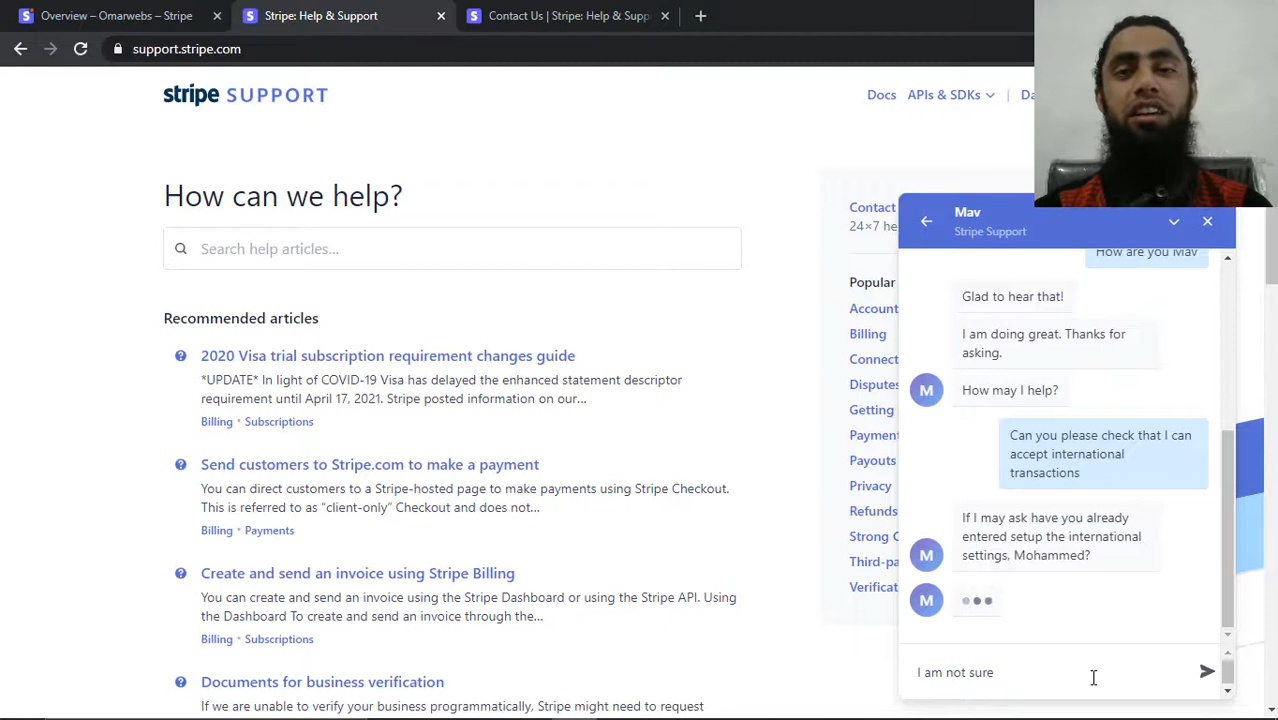 Overview – Omarwebs – Stripe
Stripe: Help & Support
Contact Us | Stripe: Help & Supp
support.stripe.com
stripe SUPPORT
Docs
APIs & SDKs
How can we help?
Search help articles...
Recommended articles
2020 Visa trial subscription requirement changes guide
*UPDATE* In light of COVID-19 Visa has delayed the enhanced statement descriptor
requirement until April 17, 2021. Stripe posted information on our...
Billing • Subscriptions
Send customers to Stripe.com to make a payment
You can direct customers to a Stripe-hosted page to make payments using Stripe Checkout.
This is referred to as “client-only” Checkout and does not...
Billing • Payments
Create and send an invoice using Stripe Billing
You can create and send an invoice using the Stripe Dashboard or using the Stripe API. Using
the Dashboard To create and send an invoice through the...
Billing • Subscriptions
Documents for business verification
If we are unable to verify your business programmatically, Stripe might need to request
Contact
24×7 he
Popular
Account
Billing
Connect
Disputes
Getting
Payment
Payouts
Privacy
Refunds
Strong C
Third-pa
Verificat
Mav
Stripe Support
How are you Mav
Glad to hear that!
I am doing great. Thanks for
asking.
M
How may I help?
Can you please check that I can
accept international
transactions
If I may ask have you already
entered setup the international
settings, Mohammed?
M
M
I am not sure